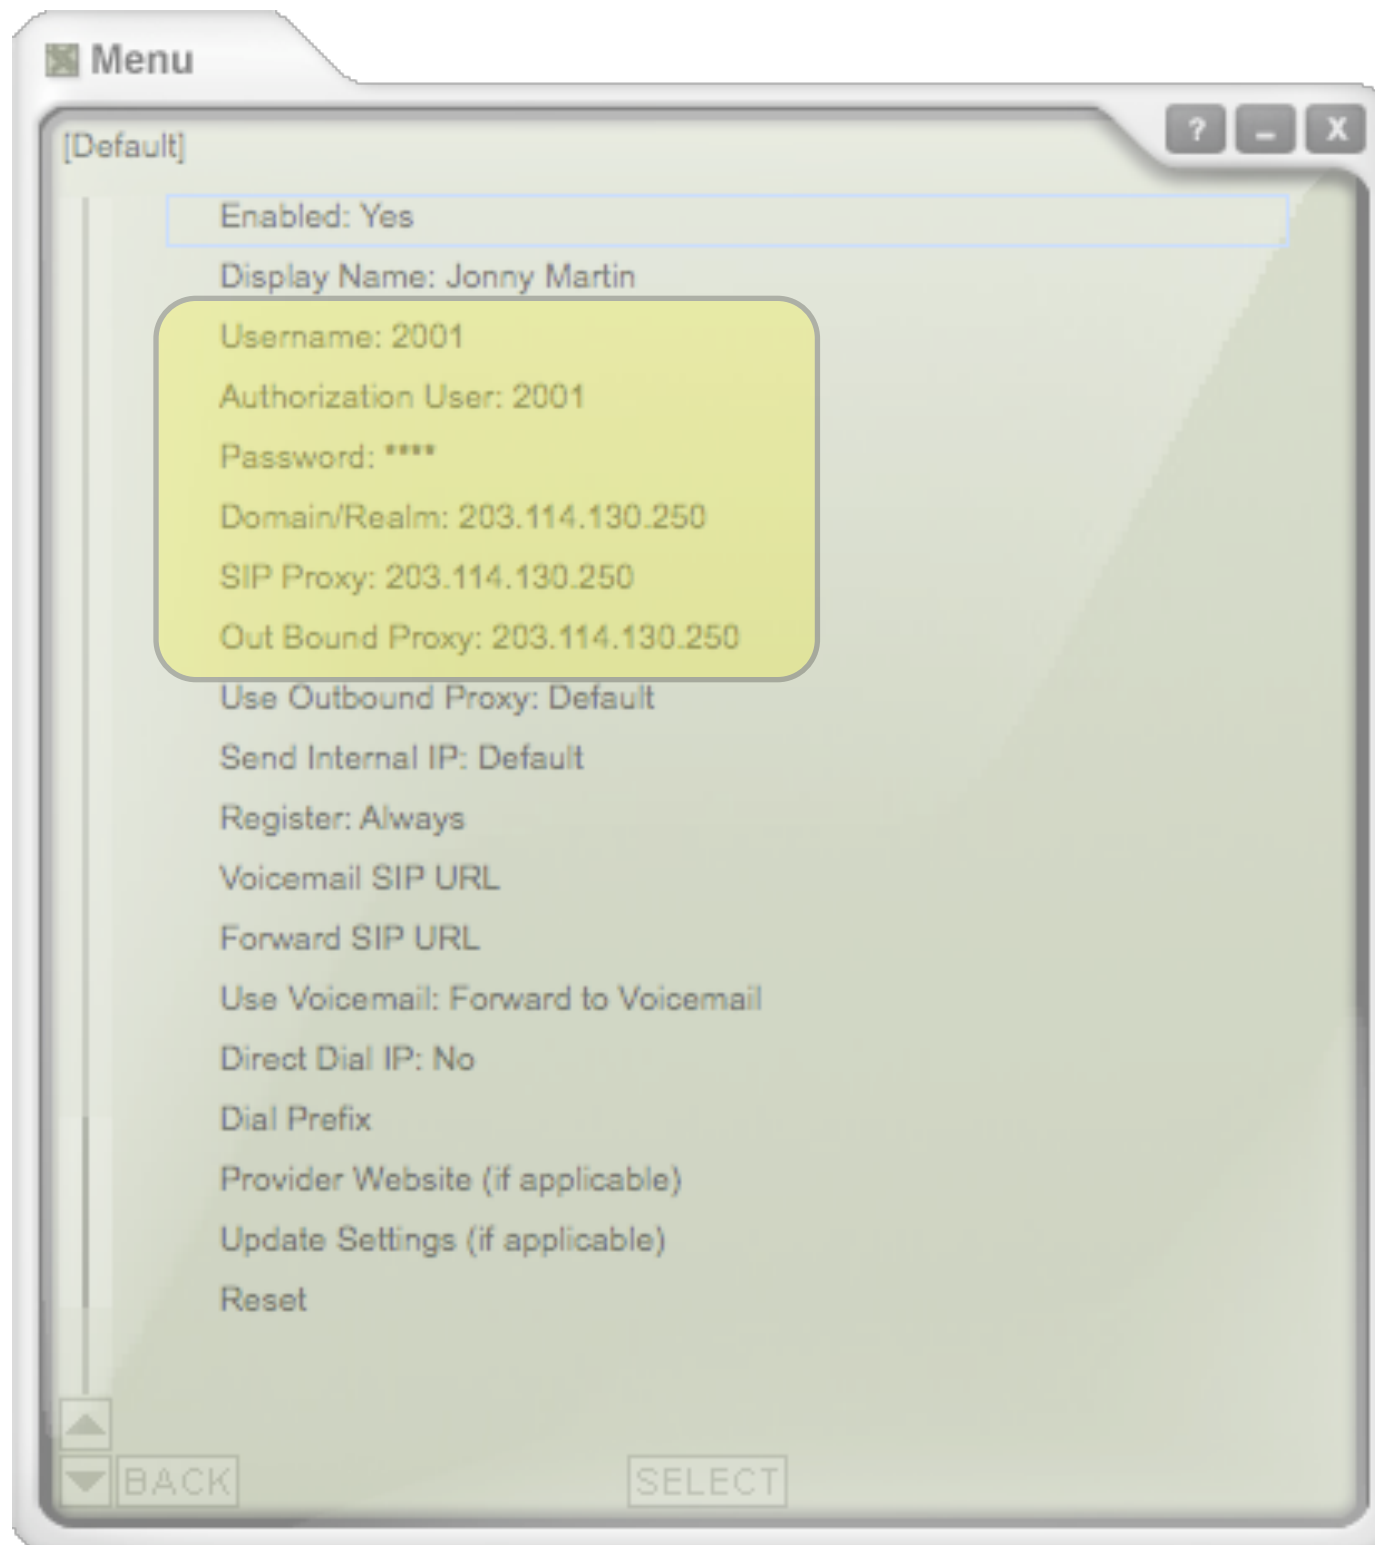 Menu
? – X
[Default]
Enabled: Yes
Display Name: Jonny Martin
Username: 2001
Authorization User: 2001
Password: ****
Domain/Realm: 203.114.130.250
SIP Proxy: 203.114.130.250
Out Bound Proxy: 203.114.130.250
Use Outbound Proxy: Default
Send Internal IP: Default
Register: Always
Voicemail SIP URL
Forward SIP URL
Use Voicemail: Forward to Voicemail
Direct Dial IP: No
Dial Prefix
Provider Website (if applicable)
Update Settings (if applicable)
Reset
BACK SELECT